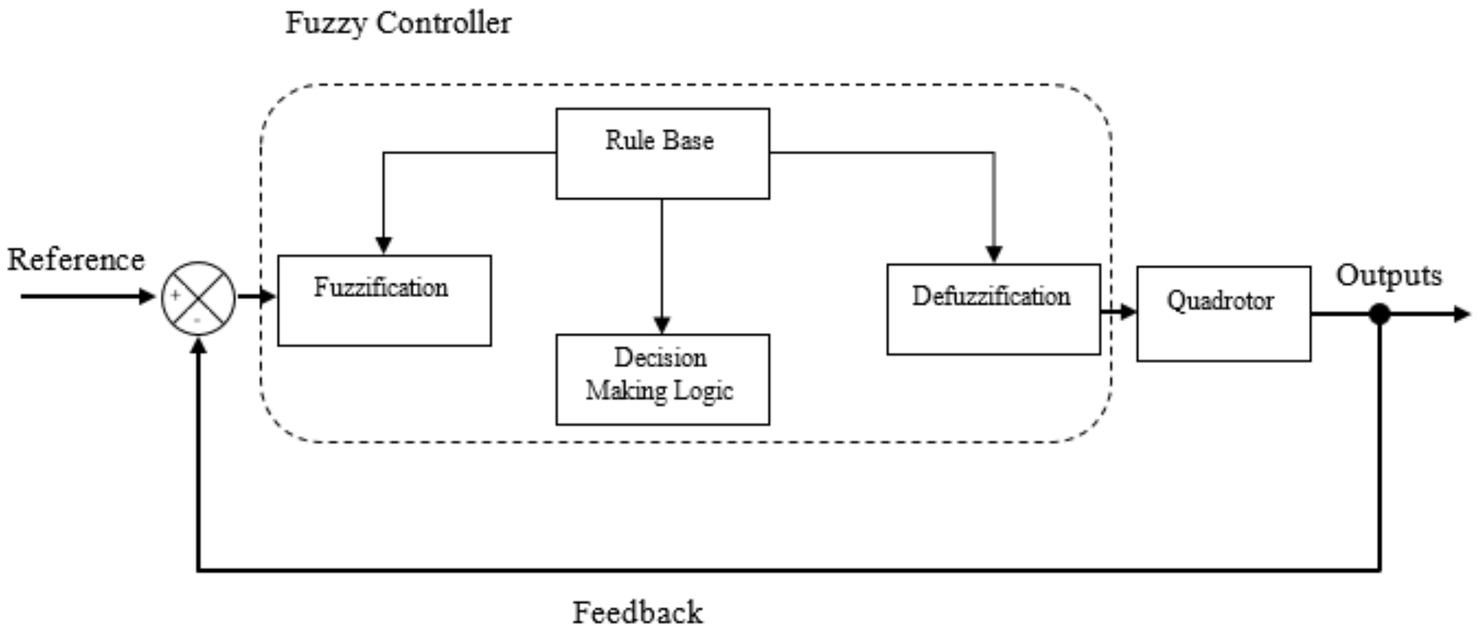 Fuzzy Controller
Rule Base
Reference
+
-
Fuzzification
Decision
Making Logic
Defuzzification
Quadrotor
Outputs
Feedback